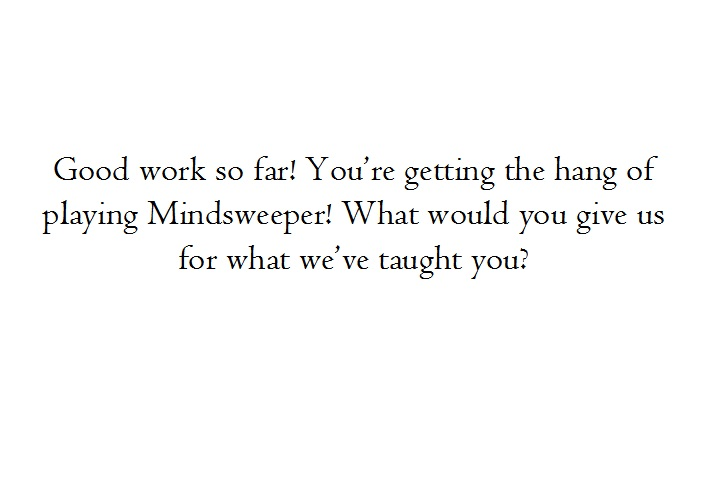 Good work so far! You’re getting the hang of
playing Mindsweeper! What would you give us
for what we’ve taught you?